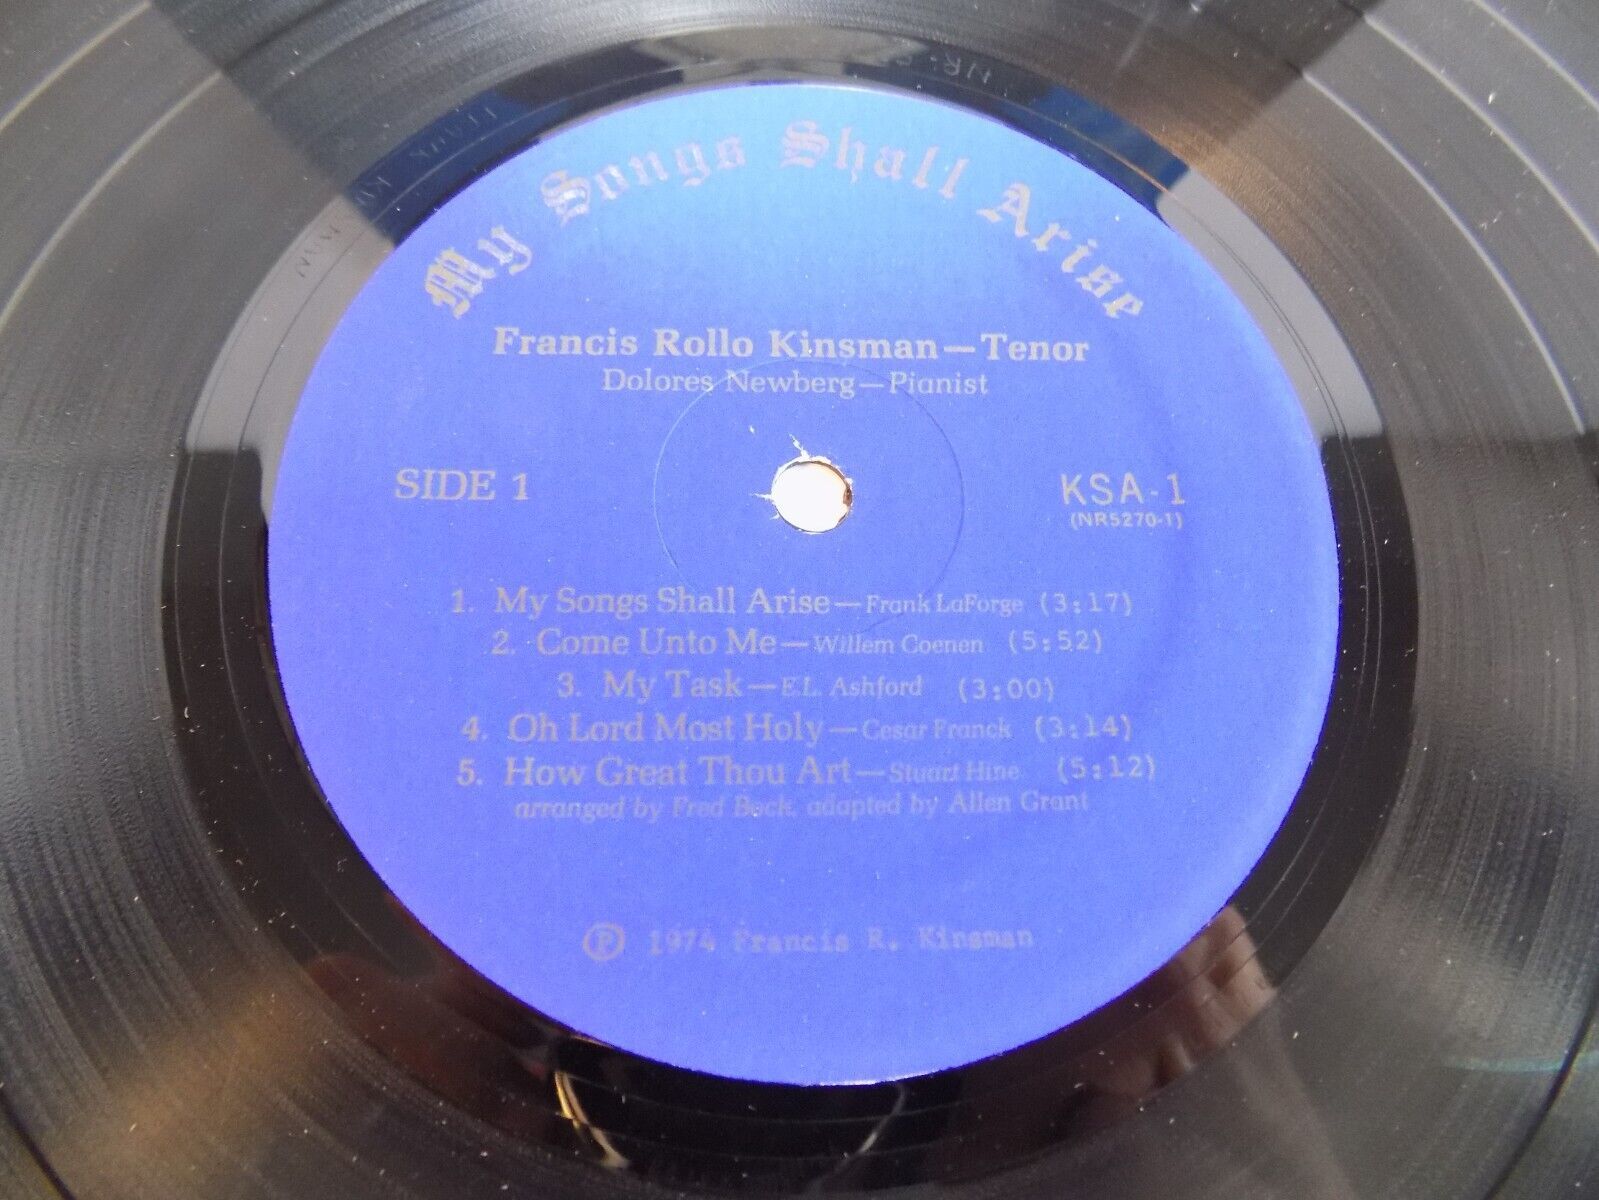 My Songs Shall Arise
Francis Rollo Kinsman—Tenor
Dolores Newberg—Pianist
SIDE 1
KSA-1
(NR5270-1)
1. My Songs Shall Arise—Frank LaForge (3:17)
2. Come Unto Me—Willem Coenen (5:52)
3. My Task—E.L. Ashford (3:00)
4. Oh Lord Most Holy—Cesar Franck (3:14)
5. How Great Thou Art—Stuart Hine (5:12)
arranged by Fred Bock, adapted by Allen Grant
Ⓟ 1974 Francis R. Kinsman